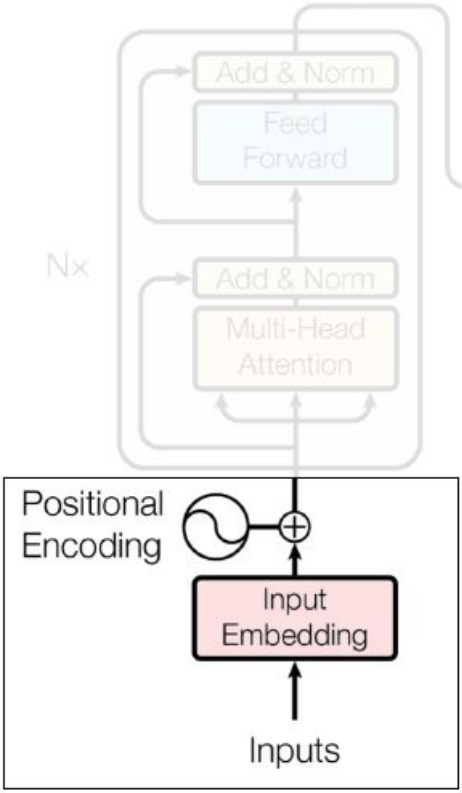 Add & Norm
Feed
Forward
Nx
Add & Norm
Multi-Head
Attention
Positional
Encoding
Input
Embedding
Inputs